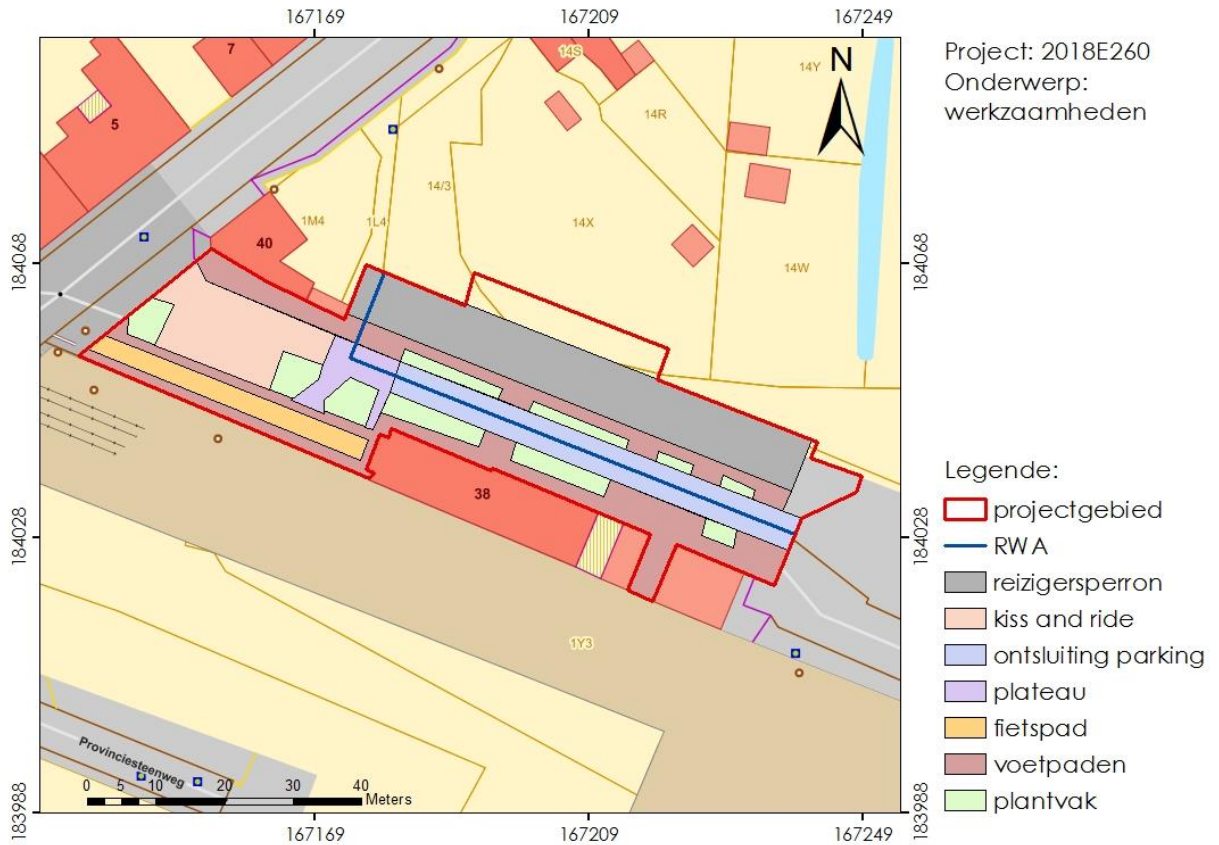 167169
167209
167249
184068
184028
183988
184068
184028
183988
167169
167209
167249
7
5
40
38
14S
14Y
14R
14/3
1M4
1L4
14X
14W
1Y3
N
Provinciesteenweg
0 5 10 20 30 40
Meters
Project: 2018E260
Onderwerp:
werkzaamheden
Legende:
projectgebied
RWA
reizigersperron
kiss and ride
ontsluiting parking
plateau
fietspad
voetpaden
plantvak